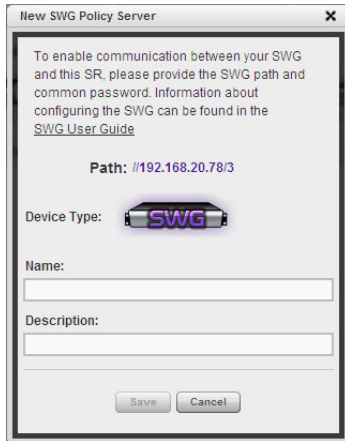 New SWG Policy Server
To enable communication between your SWG
and this SR, please provide the SWG path and
common password. Information about
configuring the SWG can be found in the
SWG User Guide
Path: //192.168.20.78/3
Device Type: SWG
Name:
Description:
Save Cancel